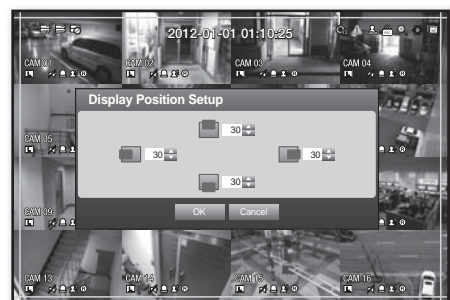 2012-01-01 01:10:25
CAM 01
CAM 02
CAM 03
CAM 04
Display Position Setup
30
30
30
30
OK
Cancel
CAM 05
CAM 09
CAM 13
CAM 14
CAM 15
CAM 16